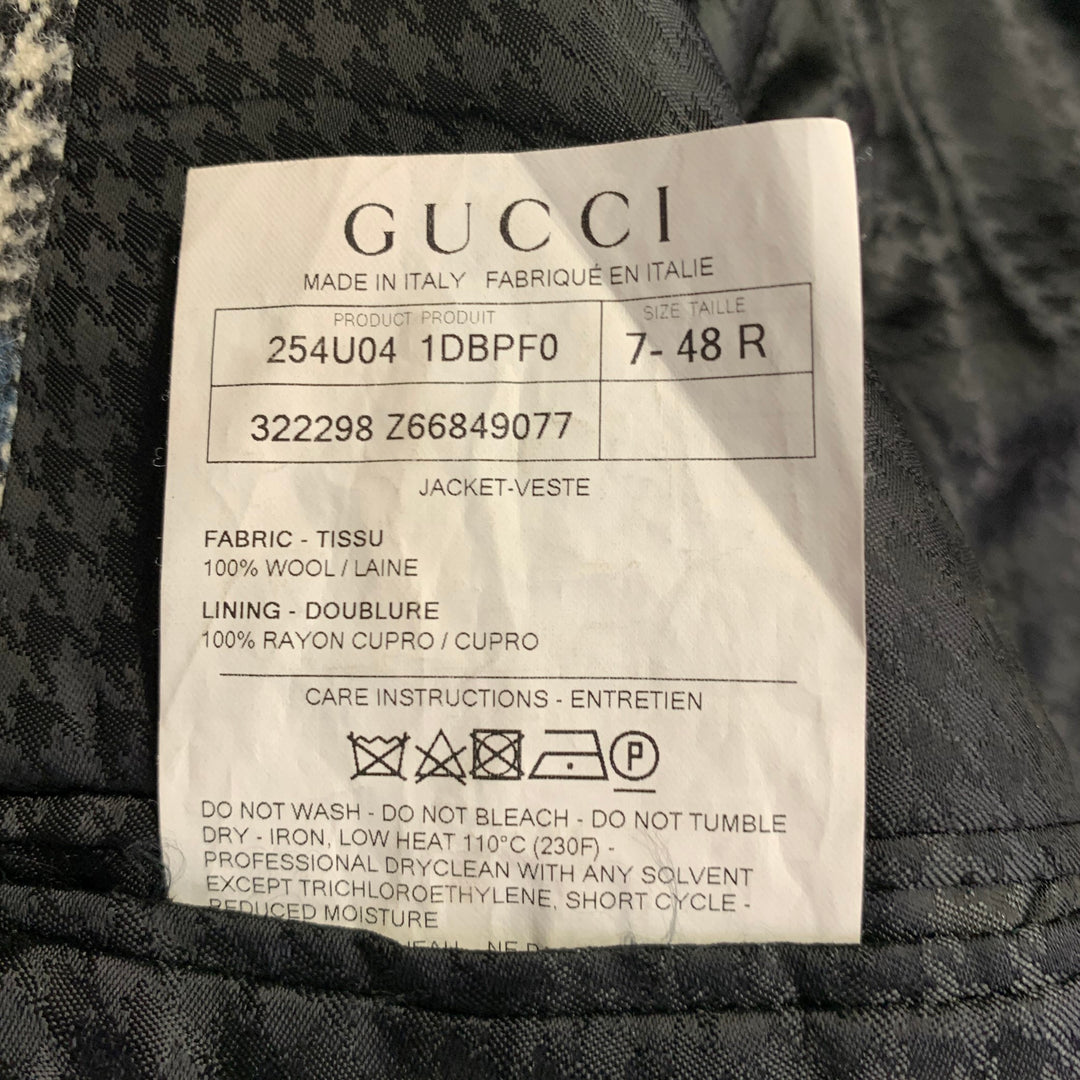 GUCCI
MADE IN ITALY FABRIQUÉ EN ITALIE
PRODUCT PRODUIT
SIZE TAILLE
254U04 1DBPF0
7- 48 R
322298 Z66849077
JACKET-VESTE
FABRIC - TISSU
100% WOOL / LAINE
LINING - DOUBLURE
100% RAYON CUPRO / CUPRO
CARE INSTRUCTIONS - ENTRETIEN
P
DO NOT WASH - DO NOT BLEACH - DO NOT TUMBLE
DRY - IRON, LOW HEAT 110°C (230F) -
PROFESSIONAL DRYCLEAN WITH ANY SOLVENT
EXCEPT TRICHLOROETHYLENE, SHORT CYCLE -
REDUCED MOISTURE